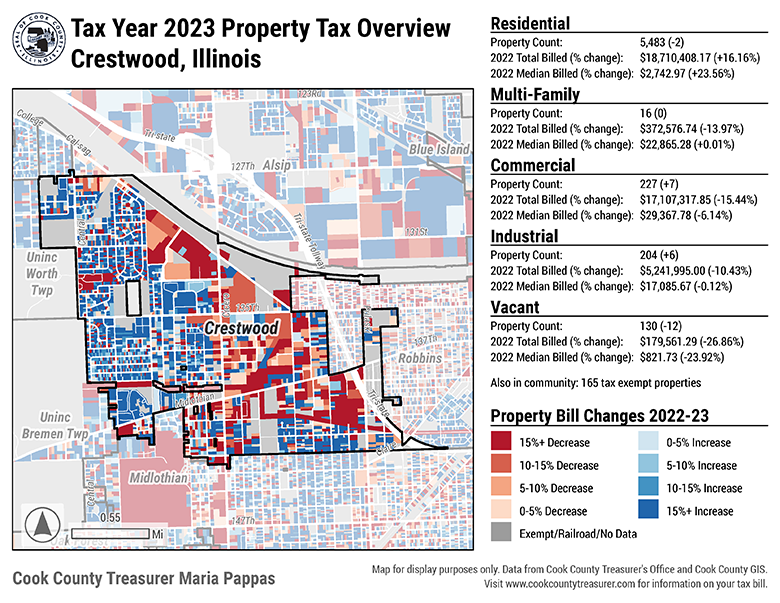 Tax Year 2023 Property Tax Overview
Crestwood, Illinois
Residential
Property Count: 5,483 (-2)
2022 Total Billed (% change): $18,710,408.17 (+16.16%)
2022 Median Billed (% change): $2,742.97 (+23.56%)
Multi-Family
Property Count: 16 (0)
2022 Total Billed (% change): $372,576.74 (-13.97%)
2022 Median Billed (% change): $22,865.28 (+0.01%)
Commercial
Property Count: 227 (+7)
2022 Total Billed (% change): $17,107,317.85 (-15.44%)
2022 Median Billed (% change): $29,367.78 (-6.14%)
Industrial
Property Count: 204 (+6)
2022 Total Billed (% change): $5,241,995.00 (-10.43%)
2022 Median Billed (% change): $17,085.67 (-0.12%)
Vacant
Property Count: 130 (-12)
2022 Total Billed (% change): $179,561.29 (-26.86%)
2022 Median Billed (% change): $821.73 (-23.92%)
Also in community: 165 tax exempt properties
Property Bill Changes 2022-23
15%+ Decrease
10-15% Decrease
5-10% Decrease
0-5% Decrease
Exempt/Railroad/No Data
0-5% Increase
5-10% Increase
10-15% Increase
15%+ Increase
123Rd
College
Cal-sag
Tri-state
127Th
Alsip
Blue Island
Tri-state Tollway
131St
Central
Uninc
Worth
Twp
135Th
Crestwood
137Th
Robbins
Midlothian
Tri-state
Uninc
Bremen Twp
Midlothian
Central
142Th
0.55
Mi
Oak Forest
Cook County Treasurer Maria Pappas
Map for display purposes only. Data from Cook County Treasurer's Office and Cook County GIS.
Visit www.cookcountytreasurer.com for information on your tax bill.